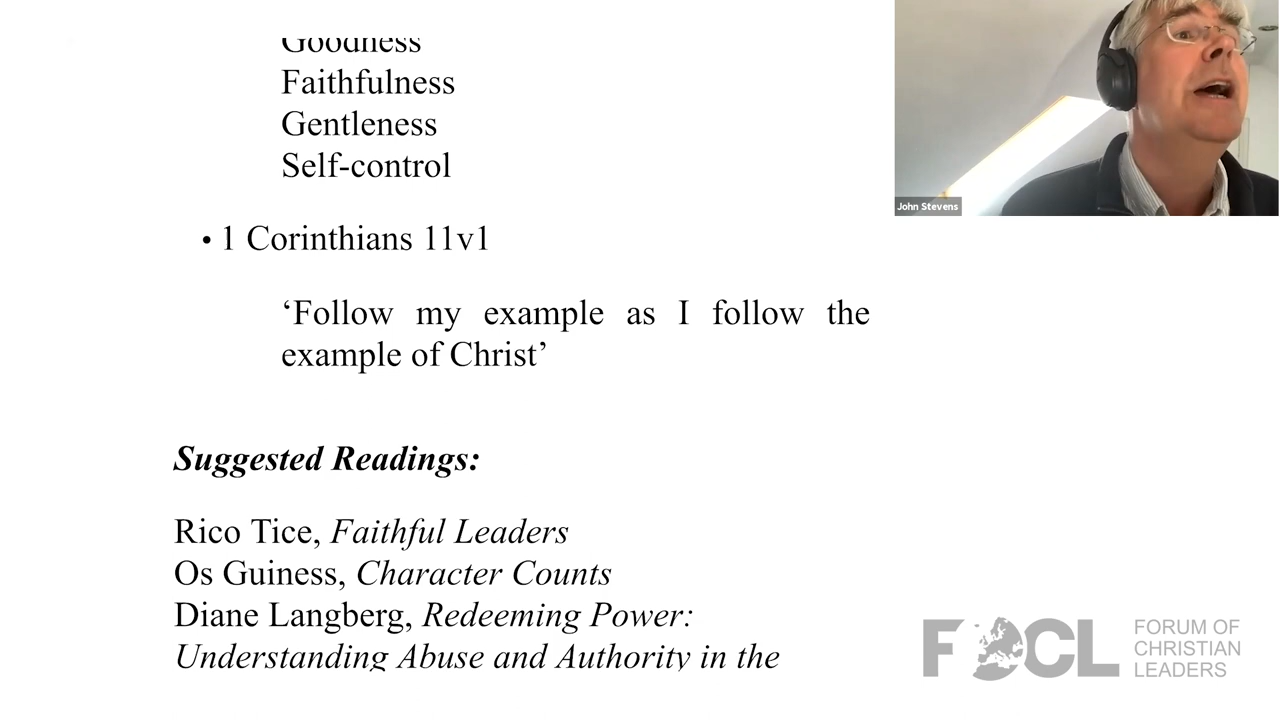 Goodness
Faithfulness
Gentleness
Self-control
• 1 Corinthians 11v1
‘Follow my example as I follow the
example of Christ’
Suggested Readings:
Rico Tice, Faithful Leaders
Os Guiness, Character Counts
Diane Langberg, Redeeming Power:
Understanding Abuse and Authority in the
John Stevens
FOCL
FORUM OF
CHRISTIAN
LEADERS